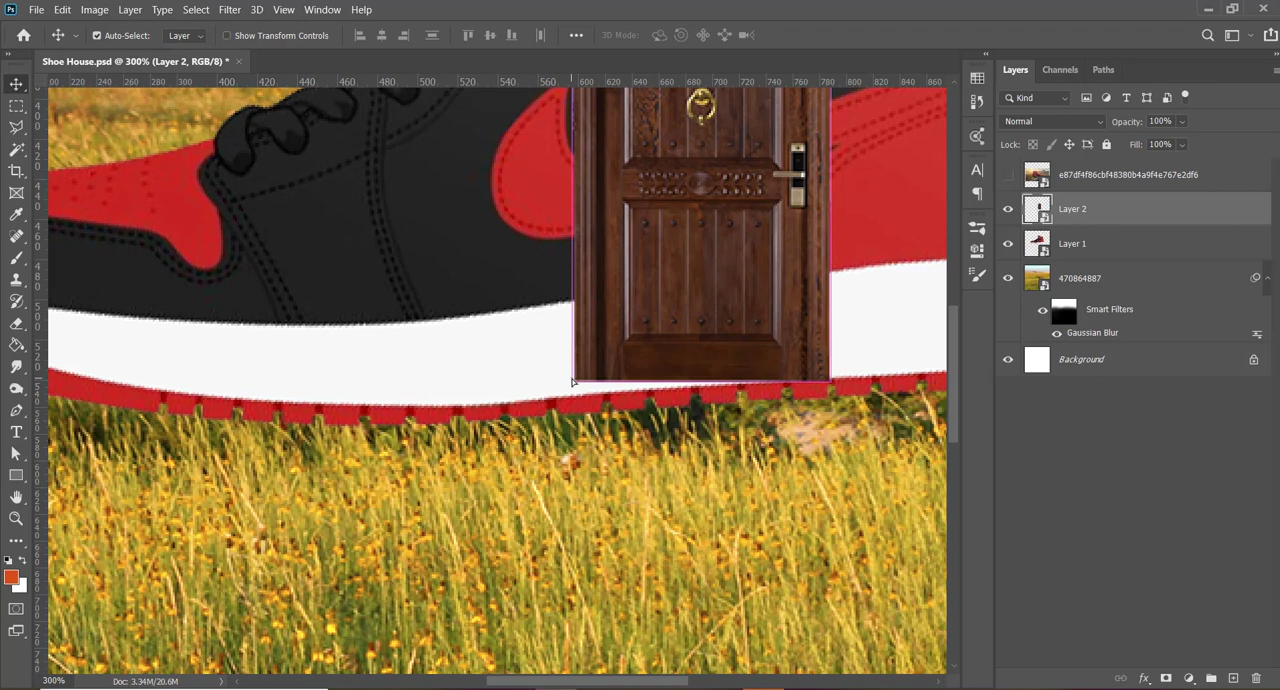 Ps File Edit Image Layer Type Select Filter 3D View Window Help
Auto-Select: Layer Show Transform Controls 3D Mode:
Shoe House.psd @ 300% (Layer 2, RGB/8) * ×
Layers Channels Paths
Kind
Normal Opacity: 100%
Lock: Fill: 100%
e87df4f86cbf48380b4a9f4e767e2df6
Layer 2
Layer 1
470864887
Smart Filters
Gaussian Blur
Background
300% Doc: 3.34M/20.6M
fx